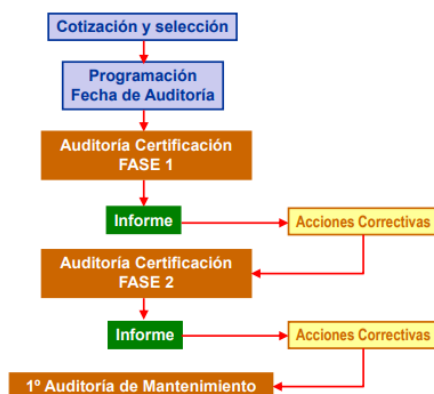 Cotización y selección
Programación
Fecha de Auditoría
Auditoría Certificación
FASE 1
Informe
Acciones Correctivas
Auditoría Certificación
FASE 2
Informe
Acciones Correctivas
1º Auditoría de Mantenimiento